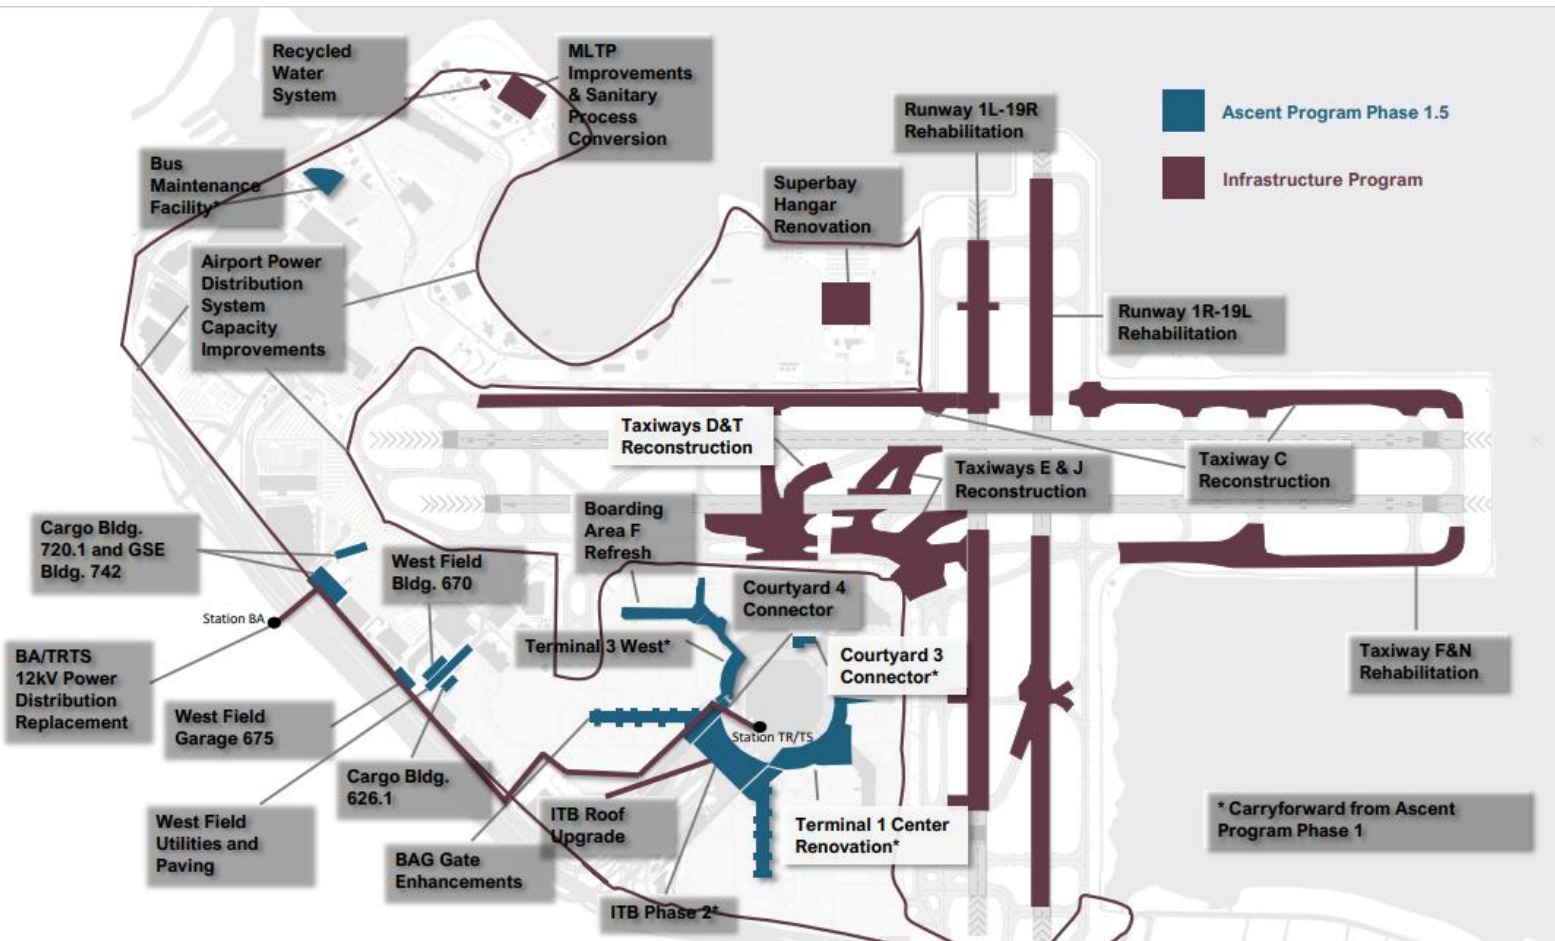 Recycled
Water
System
MLTP
Improvements
& Sanitary
Process
Conversion
Runway 1L-19R
Rehabilitation
Ascent Program Phase 1.5
Infrastructure Program
Bus
Maintenance
Facility*
Superbay
Hangar
Renovation
Airport Power
Distribution
System
Capacity
Improvements
Runway 1R-19L
Rehabilitation
Taxiways D&T
Reconstruction
Taxiways E & J
Reconstruction
Taxiway C
Reconstruction
Cargo Bldg.
720.1 and GSE
Bldg. 742
Boarding
Area F
Refresh
West Field
Bldg. 670
Courtyard 4
Connector
Station BA
Terminal 3 West*
Courtyard 3
Connector*
Taxiway F&N
Rehabilitation
BA/TRTS
12kV Power
Distribution
Replacement
West Field
Garage 675
Station TR/TS
Cargo Bldg.
626.1
West Field
Utilities and
Paving
ITB Roof
Upgrade
Terminal 1 Center
Renovation*
* Carryforward from Ascent
Program Phase 1
BAG Gate
Enhancements
ITB Phase 2*